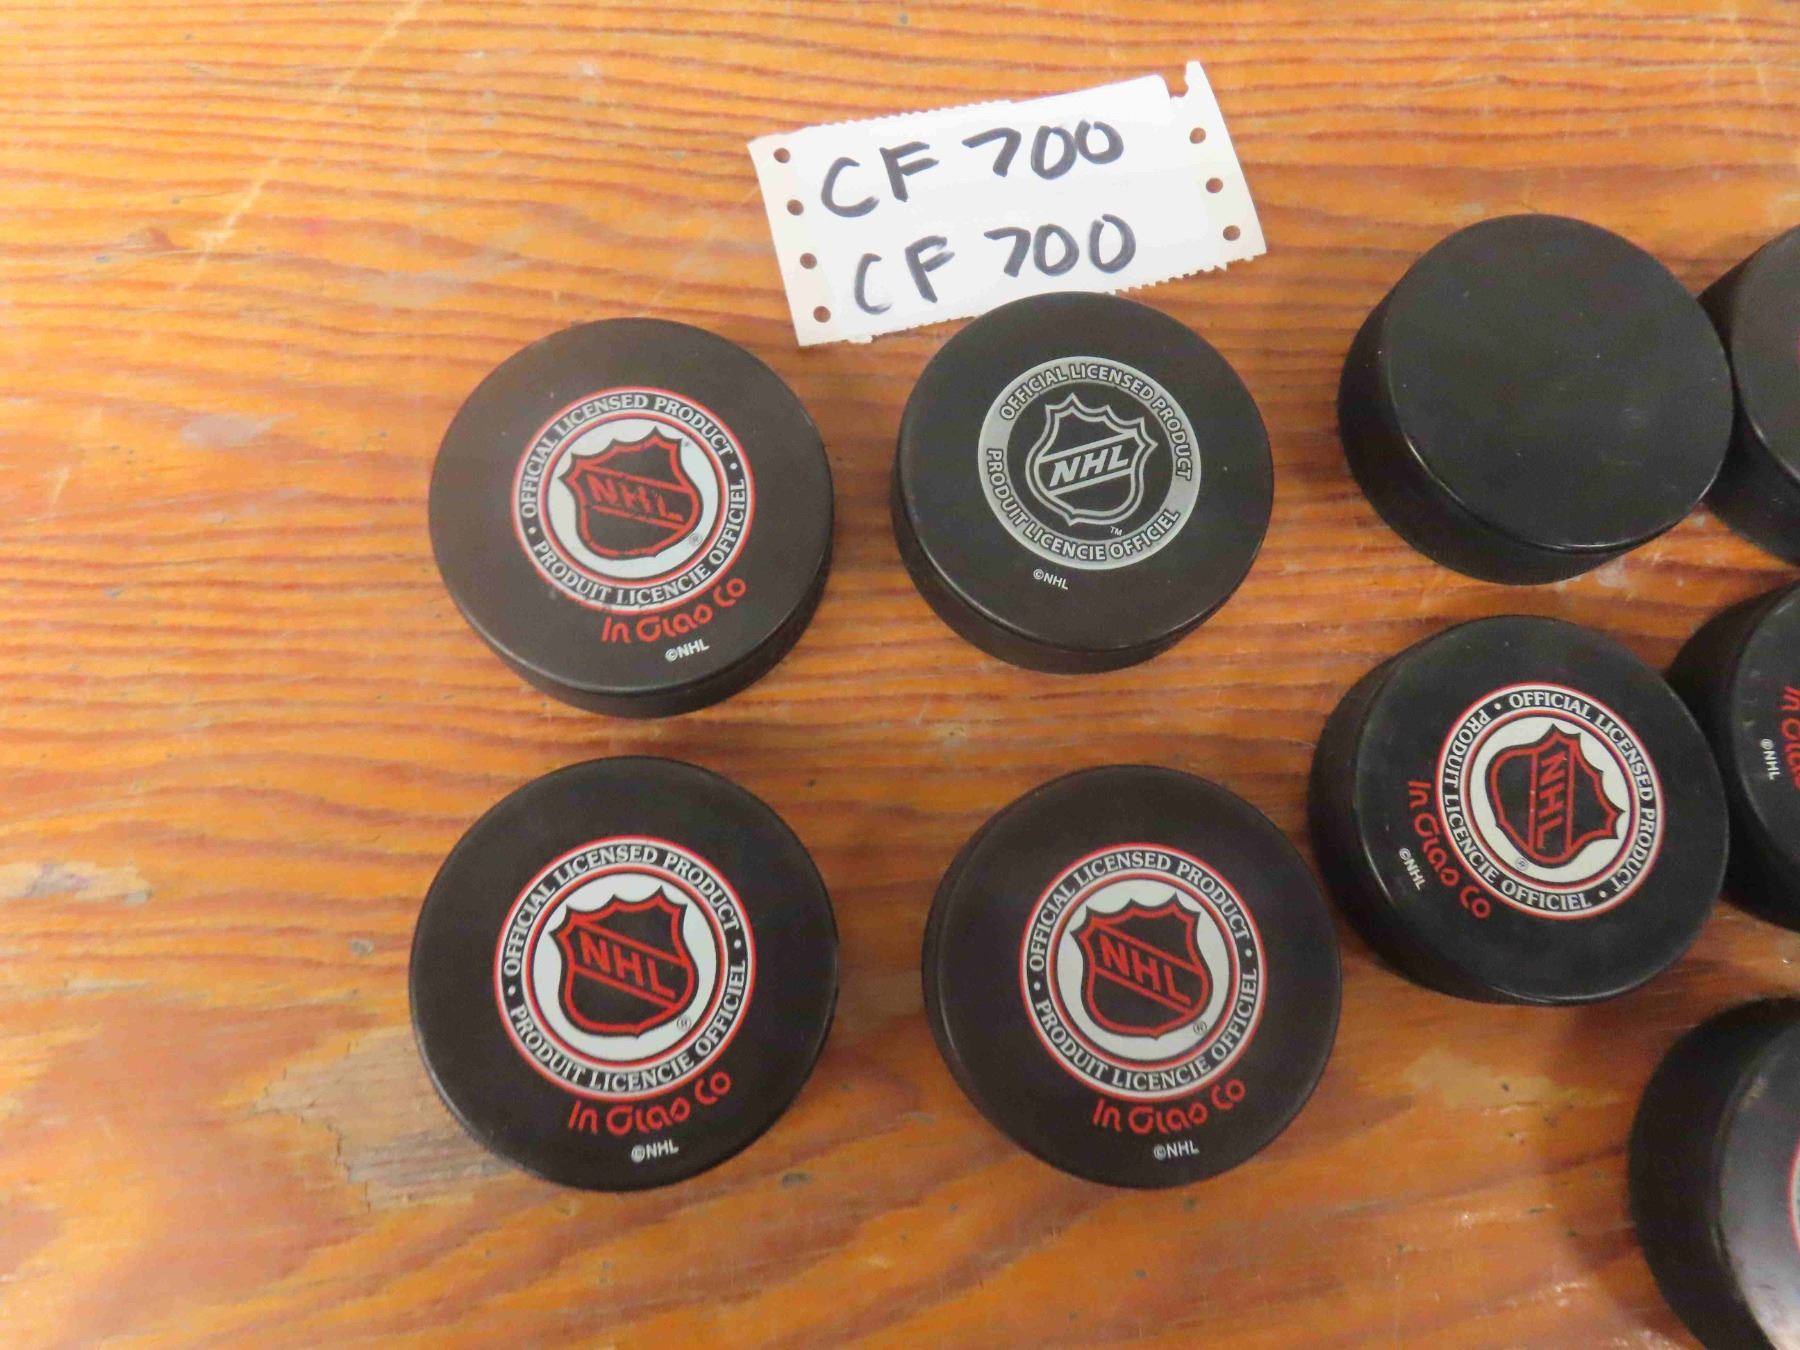 CF 700
CF 700
OFFICIAL LICENSED PRODUCT
NHL
®
PRODUIT LICENCIE OFFICIEL
In Glas Co
©NHL
OFFICIAL LICENSED PRODUCT
NHL
TM
PRODUIT LICENCIE OFFICIEL
©NHL
• OFFICIAL LICENSED PRODUCT •
NHL
®
PRODUIT LICENCIE OFFICIEL
In Glas Co
©NHL
• OFFICIAL LICENSED PRODUCT •
NHL
®
PRODUIT LICENCIE OFFICIEL
In Glas Co
©NHL
• OFFICIAL LICENSED PRODUCT •
NHL
®
PRODUIT LICENCIE OFFICIEL
In Glas Co
©NHL
©NHL